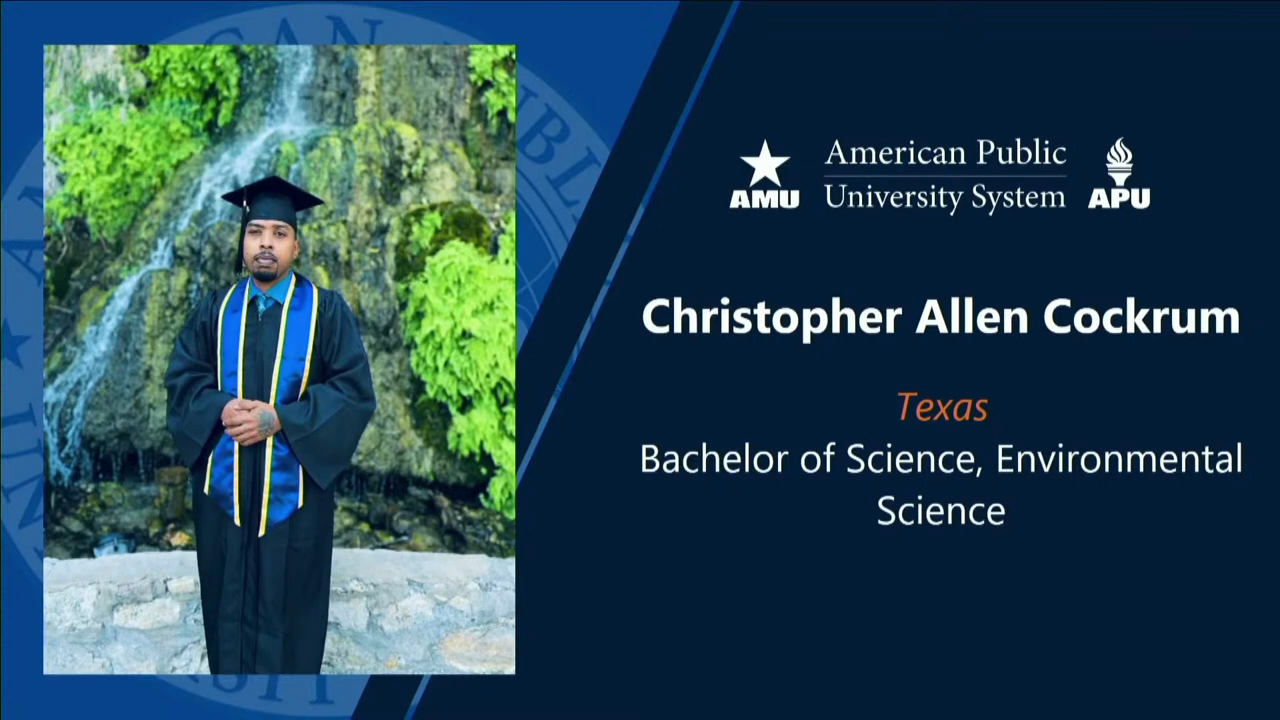 AMU
American Public
University System
APU
Christopher Allen Cockrum
Texas
Bachelor of Science, Environmental
Science